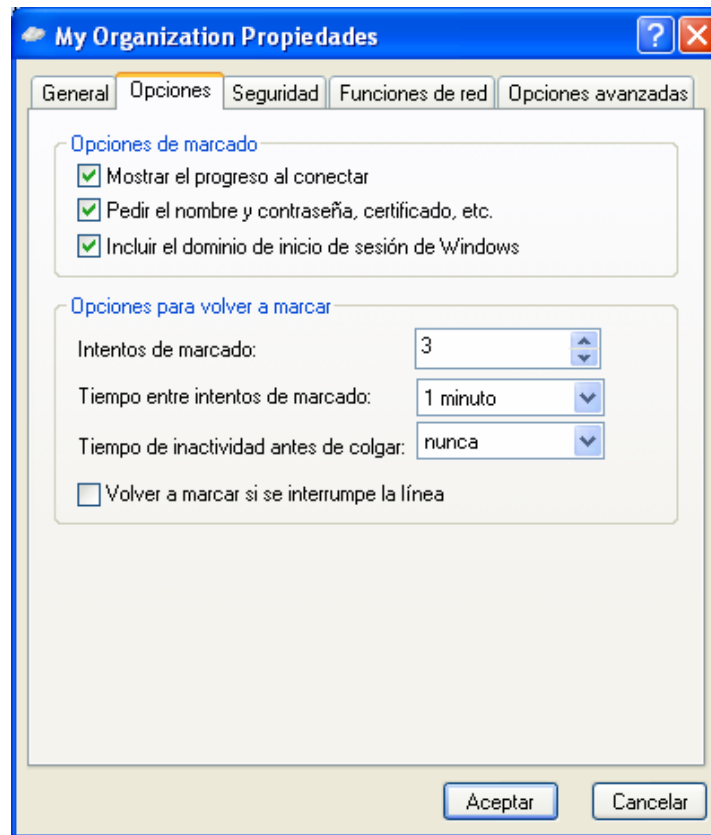 My Organization Propiedades
General Opciones Seguridad Funciones de red Opciones avanzadas
Opciones de marcado
Mostrar el progreso al conectar
Pedir el nombre y contraseña, certificado, etc.
Incluir el dominio de inicio de sesión de Windows
Opciones para volver a marcar
Intentos de marcado: 3
Tiempo entre intentos de marcado: 1 minuto
Tiempo de inactividad antes de colgar: nunca
Volver a marcar si se interrumpe la línea
Aceptar Cancelar